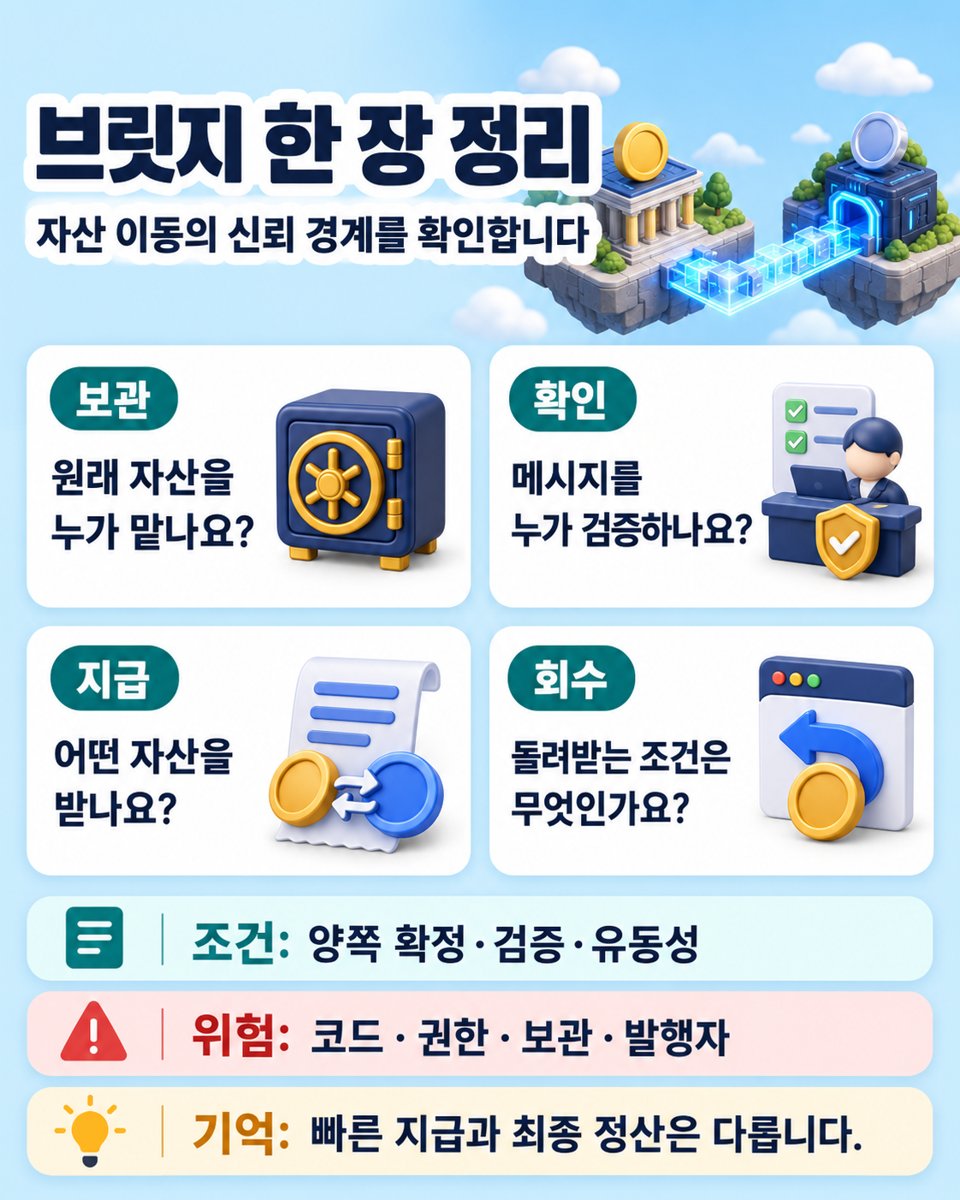 브릿지 한 장 정리
자산 이동의 신뢰 경계를 확인합니다
보관
원래 자산을
누가 맡나요?
확인
메시지를
누가 검증하나요?
지급
어떤 자산을
받나요?
회수
돌려받는 조건은
무엇인가요?
조건: 양쪽 확정 · 검증 · 유동성
위험: 코드 · 권한 · 보관 · 발행자
기억: 빠른 지급과 최종 정산은 다릅니다.